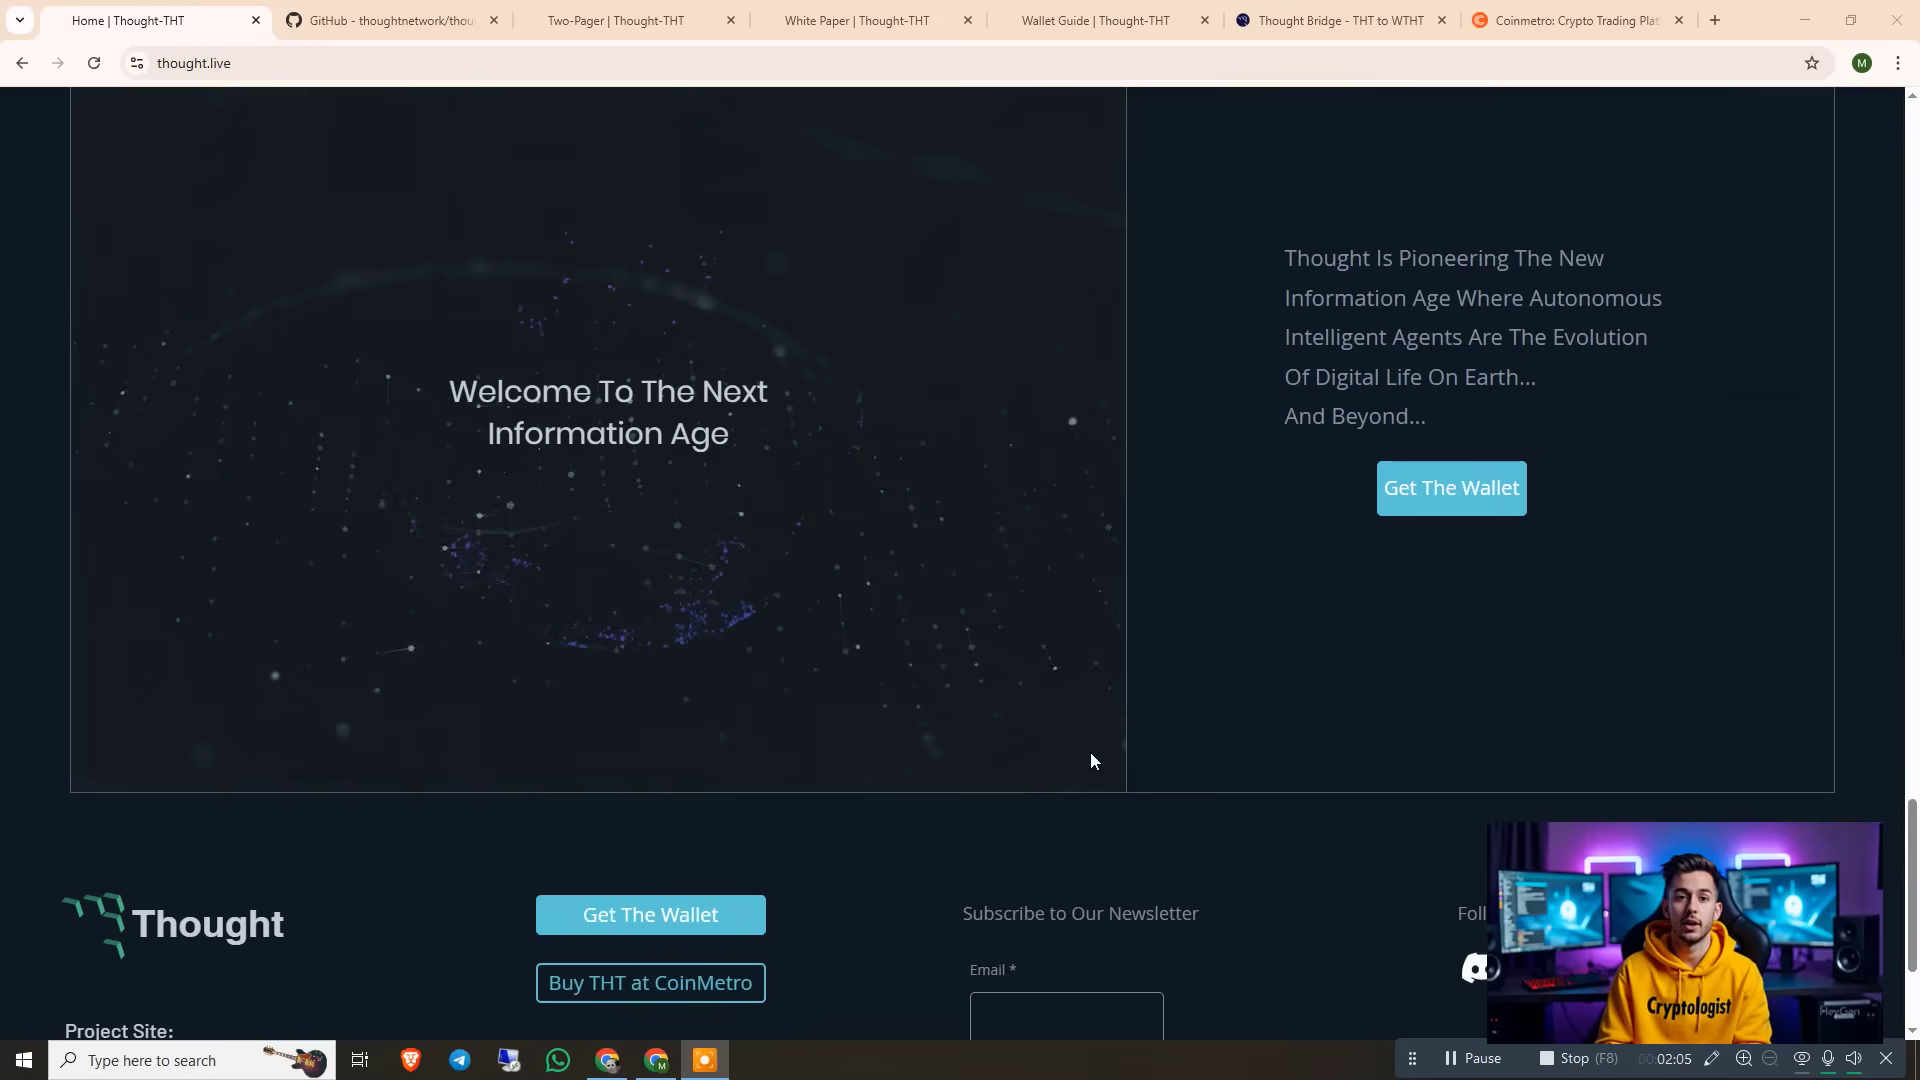 Home | Thought-THT
GitHub - thoughtnetwork/thou
Two-Pager | Thought-THT
White Paper | Thought-THT
Wallet Guide | Thought-THT
Thought Bridge - THT to WTHT
Coinmetro: Crypto Trading Plat
thought.live
M
Welcome To The Next
Information Age
Thought Is Pioneering The New
Information Age Where Autonomous
Intelligent Agents Are The Evolution
Of Digital Life On Earth...
And Beyond...
Get The Wallet
Thought
Get The Wallet
Buy THT at CoinMetro
Subscribe to Our Newsletter
Email *
Foll
Project Site:
Cryptologist
HeyGen
Type here to search
Pause
Stop (F8)
00:02:05